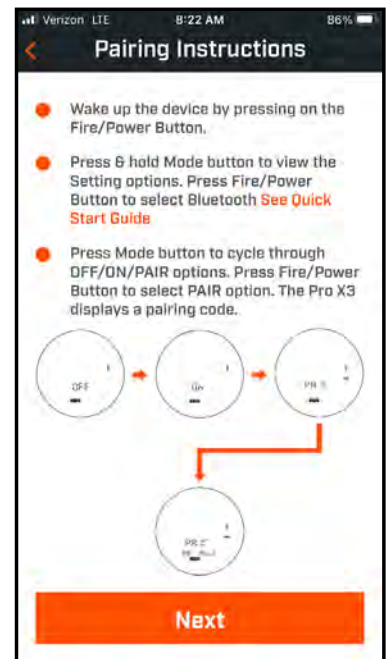 Verizon LTE 8:22 AM 86%
Pairing Instructions
Wake up the device by pressing on the
Fire/Power Button.
Press & hold Mode button to view the
Setting options. Press Fire/Power
Button to select Bluetooth See Quick
Start Guide
Press Mode button to cycle through
OFF/ON/PAIR options. Press Fire/Power
Button to select PAIR option. The Pro X3
displays a pairing code.
OFF On
Next